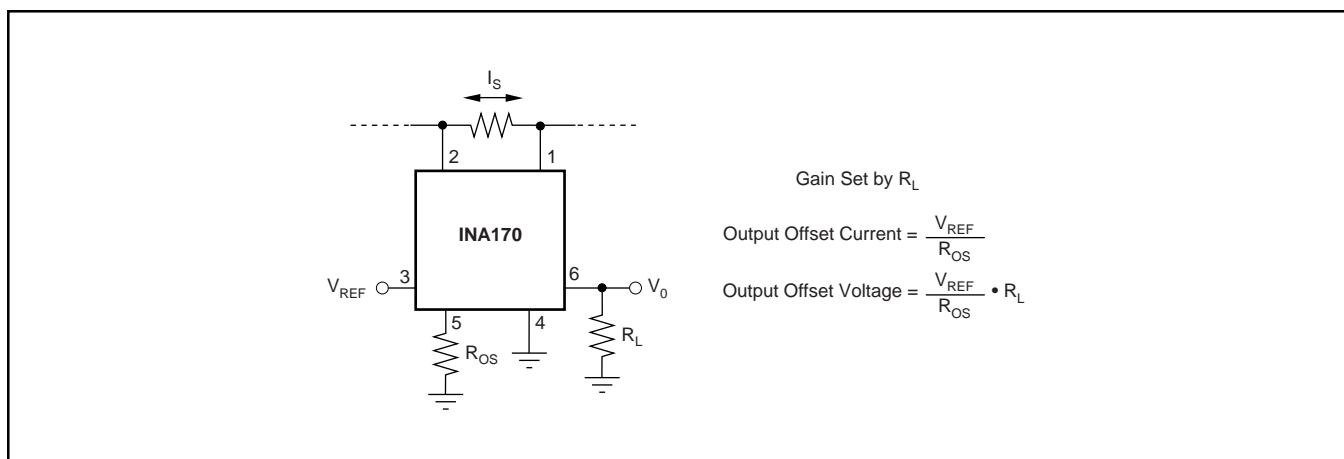 I_S
2
1
INA170
V_REF
3
6
V_0
5
4
R_OS
R_L
Gain Set by R_L
Output Offset Current = V_REF / R_OS
Output Offset Voltage = V_REF / R_OS • R_L